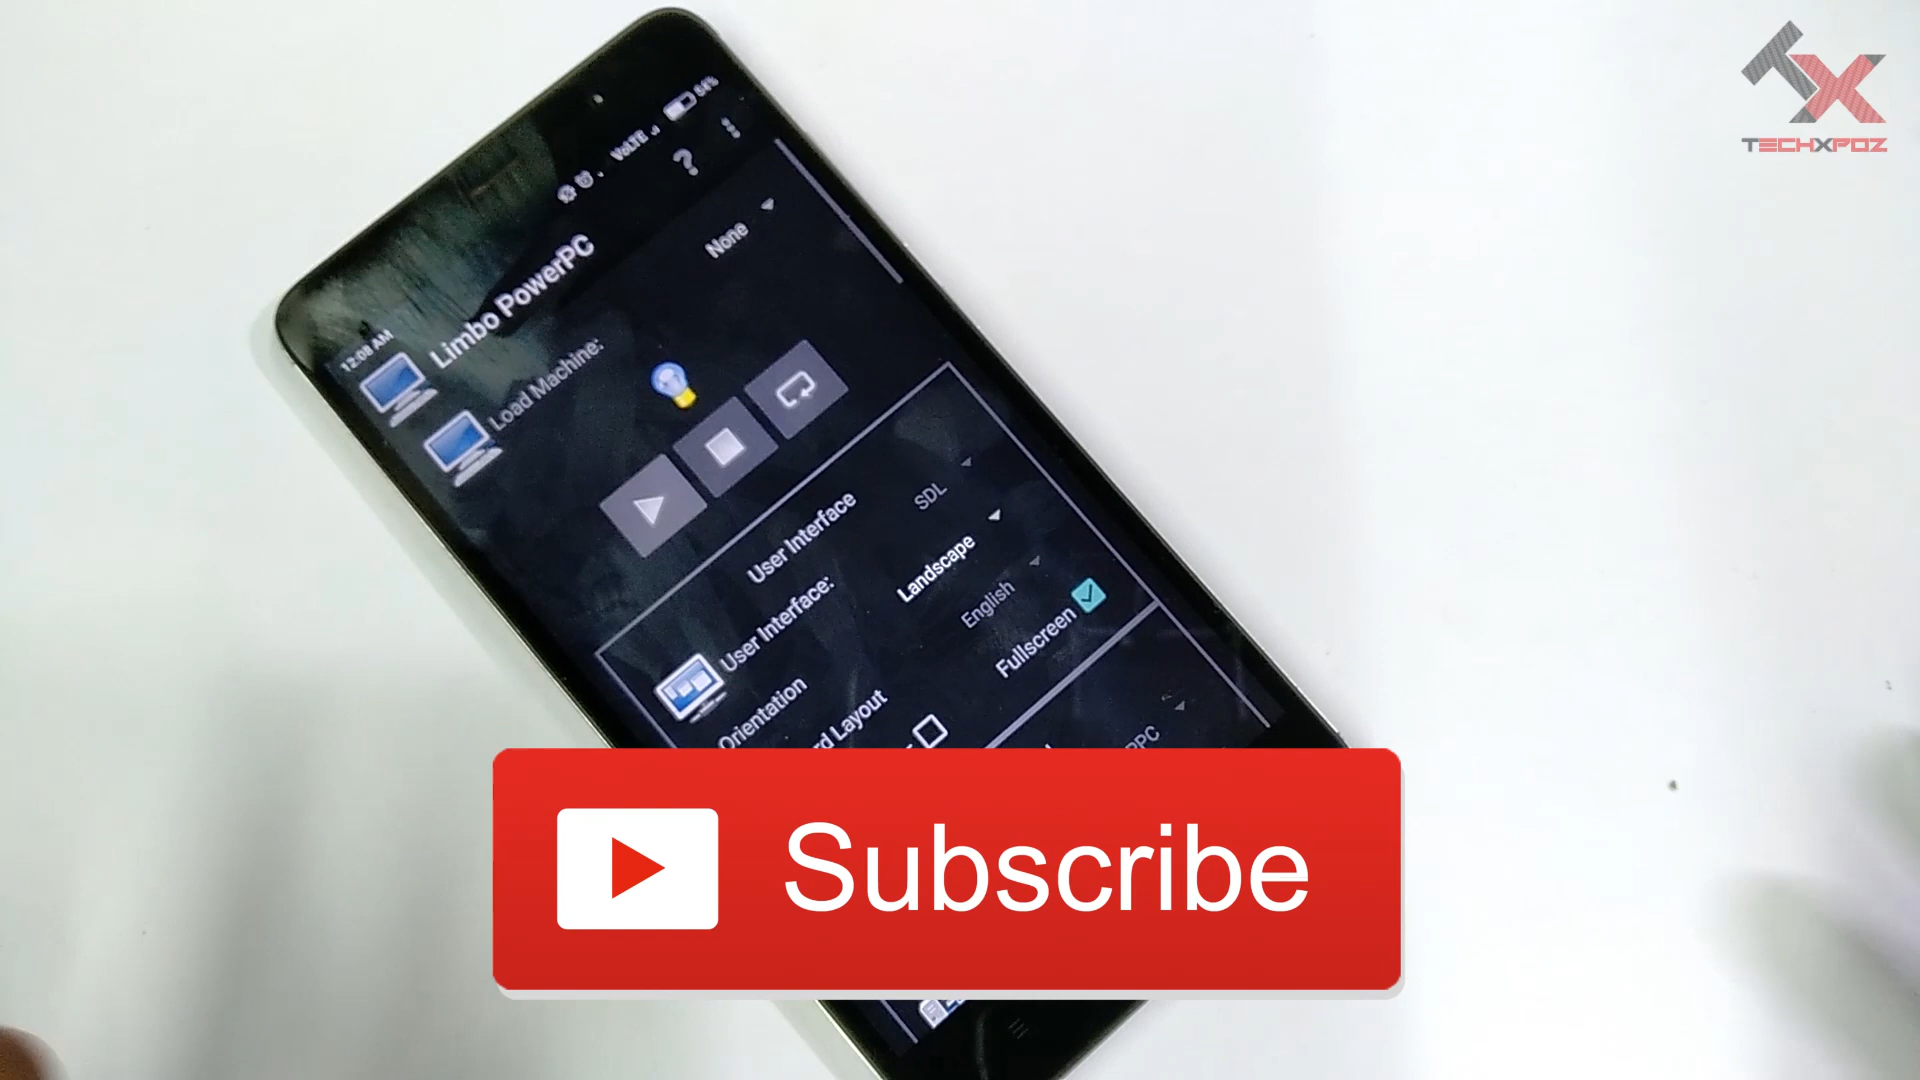 TECHXPOZ
12:08 AM
VoLTE
Limbo PowerPC
?
Load Machine:
None
User Interface
User Interface:
SDL
Orientation
Landscape
rd Layout
English
Fullscreen
Subscribe